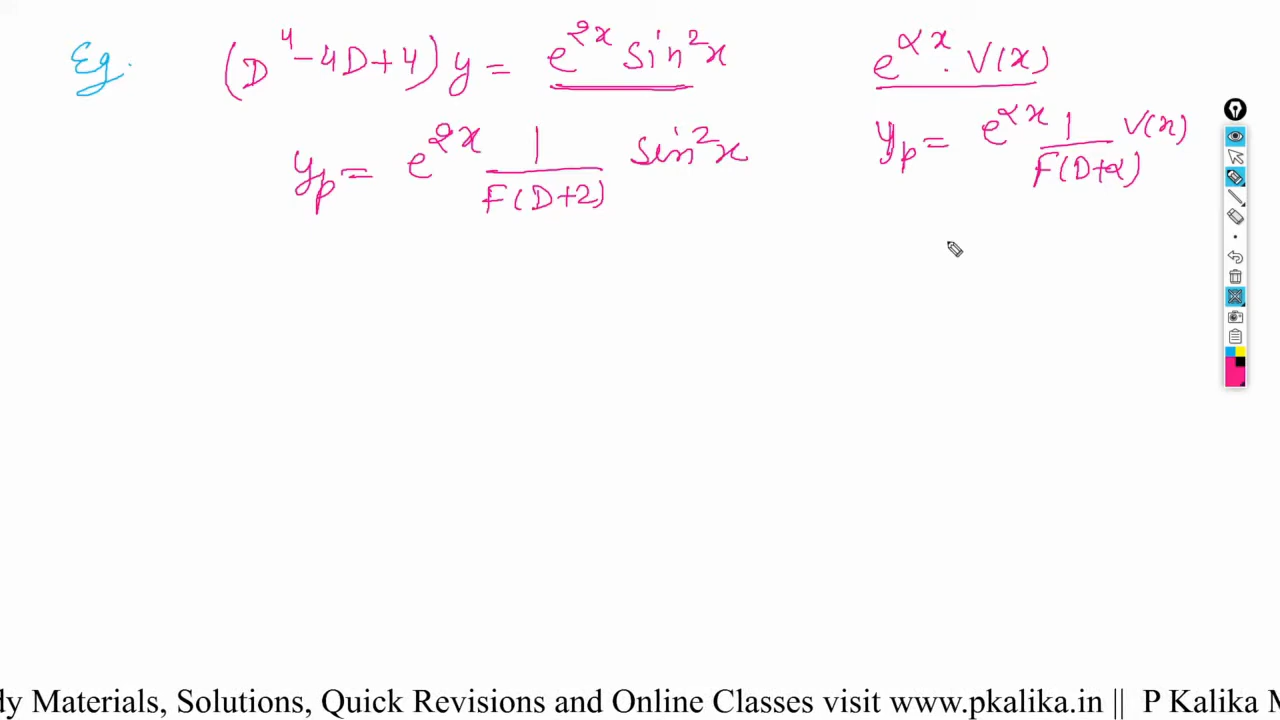 Eg. (D⁴ - 4D + 4) y = e²ˣ Sin²x
e^αx · V(x)
yₚ = e²ˣ 1/F(D+2) Sin²x
yₚ = e^αx 1/F(D+α) V(x)
dy Materials, Solutions, Quick Revisions and Online Classes visit www.pkalika.in || P Kalika M